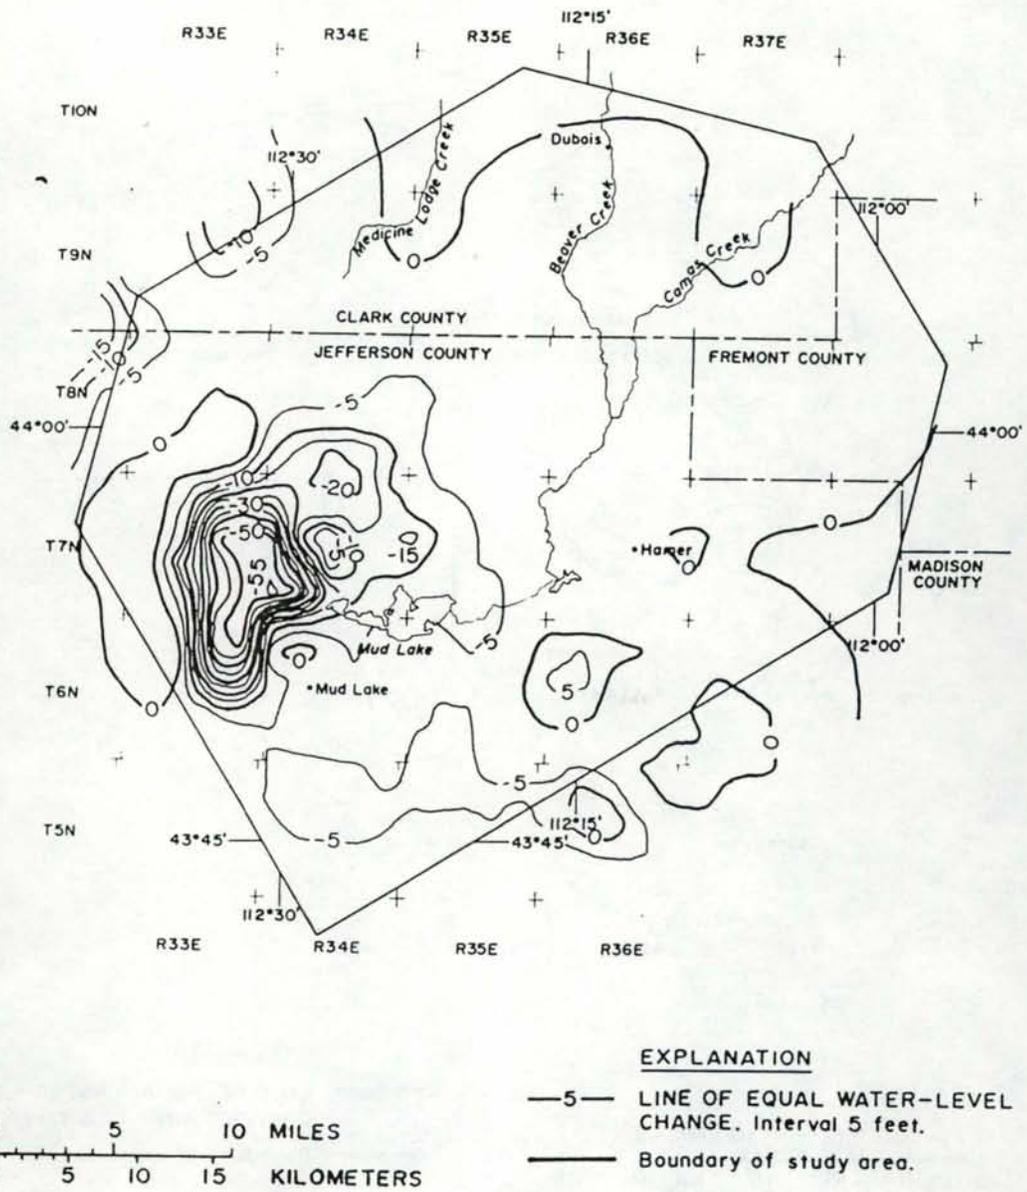 112°15'
R33E R34E R35E R36E R37E
T10N
Dubois
112°30'
Medicine Lodge Creek
Beaver Creek
Camas Creek
112°00'
-10
-5
0
0
T9N
CLARK COUNTY
JEFFERSON COUNTY
FREMONT COUNTY
-15
-10
-5
T8N
-5
44°00'
44°00'
0
-10
-20
-30
-50
0
-5
-10
-15
T7N
Hamer
0
MADISON
COUNTY
-55
Mud Lake
-5
112°00'
0
T6N
Mud Lake
5
0
0
0
-5
T5N
112°15'
43°45'
-5
43°45'
0
112°30'
R33E R34E R35E R36E
EXPLANATION
—5— LINE OF EQUAL WATER-LEVEL
CHANGE. Interval 5 feet.
Boundary of study area.
5 10 MILES
5 10 15 KILOMETERS